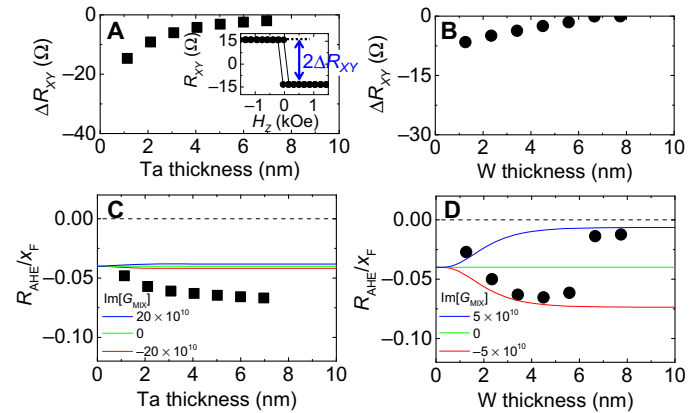 A
B
ΔR_XY (Ω)
0
−20
−40
0 2 4 6 8 10
Ta thickness (nm)
R_XY (Ω)
15
0
−15
−1 0 1
H_Z (kOe)
2ΔR_XY
ΔR_XY (Ω)
0
−15
−30
0 2 4 6 8 10
W thickness (nm)
C
R_AHE/x_F
0.00
−0.05
−0.10
Im[G_MIX]
20 × 10^10
0
−20 × 10^10
0 2 4 6 8 10
Ta thickness (nm)
D
R_AHE/x_F
0.00
−0.05
−0.10
Im[G_MIX]
5 × 10^10
0
−5 × 10^10
0 2 4 6 8 10
W thickness (nm)